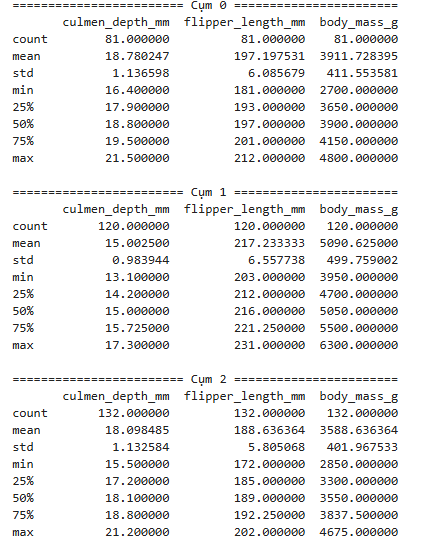 ======================== Cụm 0 =======================
culmen_depth_mm flipper_length_mm body_mass_g
count 81.000000 81.000000 81.000000
mean 18.780247 197.197531 3911.728395
std 1.136598 6.085679 411.553581
min 16.400000 181.000000 2700.000000
25% 17.900000 193.000000 3650.000000
50% 18.800000 197.000000 3900.000000
75% 19.500000 201.000000 4150.000000
max 21.500000 212.000000 4800.000000
======================== Cụm 1 =======================
culmen_depth_mm flipper_length_mm body_mass_g
count 120.000000 120.000000 120.000000
mean 15.002500 217.233333 5090.625000
std 0.983944 6.557738 499.759002
min 13.100000 203.000000 3950.000000
25% 14.200000 212.000000 4700.000000
50% 15.000000 216.000000 5050.000000
75% 15.725000 221.250000 5500.000000
max 17.300000 231.000000 6300.000000
======================== Cụm 2 =======================
culmen_depth_mm flipper_length_mm body_mass_g
count 132.000000 132.000000 132.000000
mean 18.098485 188.636364 3588.636364
std 1.132584 5.805068 401.967533
min 15.500000 172.000000 2850.000000
25% 17.200000 185.000000 3300.000000
50% 18.100000 189.000000 3550.000000
75% 18.800000 192.250000 3837.500000
max 21.200000 202.000000 4675.000000